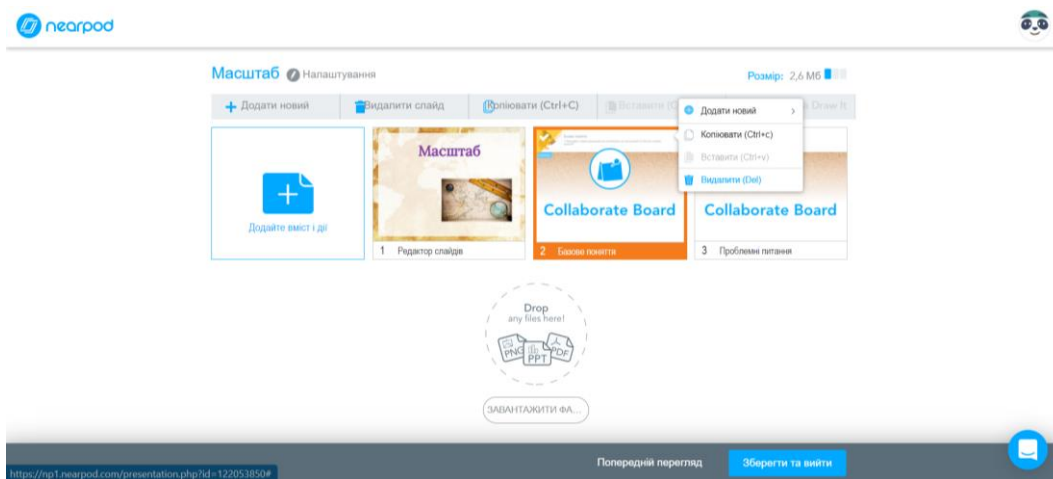 nearpod
Масштаб Налаштування
Розмір: 2,6 Мб
Додати новий
Видалити слайд
Копіювати (Ctrl+C)
Вставити (C
Draw It
Додати новий
Копіювати (Ctrl+c)
Вставити (Ctrl+v)
Видалити (Del)
Додайте вміст і дії
Масштаб
1 Редактор слайдів
Collaborate Board
2 Базове поняття
Collaborate Board
3 Проблемні питання
Drop
any files here!
PNG
PPT
PDF
ЗАВАНТАЖИТИ ФА...
Попередній перегляд
Зберегти та вийти
https://np1.nearpod.com/presentation.php?id=122053850#